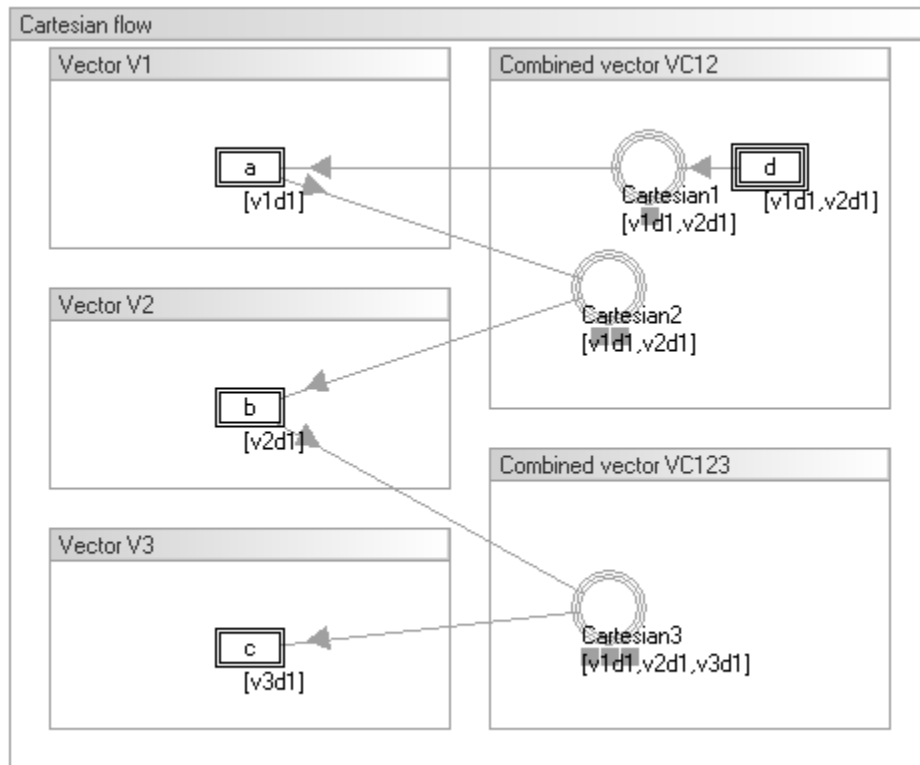 Cartesian flow
Vector V1
a
[v1d1]
Combined vector VC12
d
[v1d1,v2d1]
Cartesian1
[v1d1,v2d1]
Cartesian2
[v1d1,v2d1]
Vector V2
b
[v2d1]
Combined vector VC123
Cartesian3
[v1d1,v2d1,v3d1]
Vector V3
c
[v3d1]